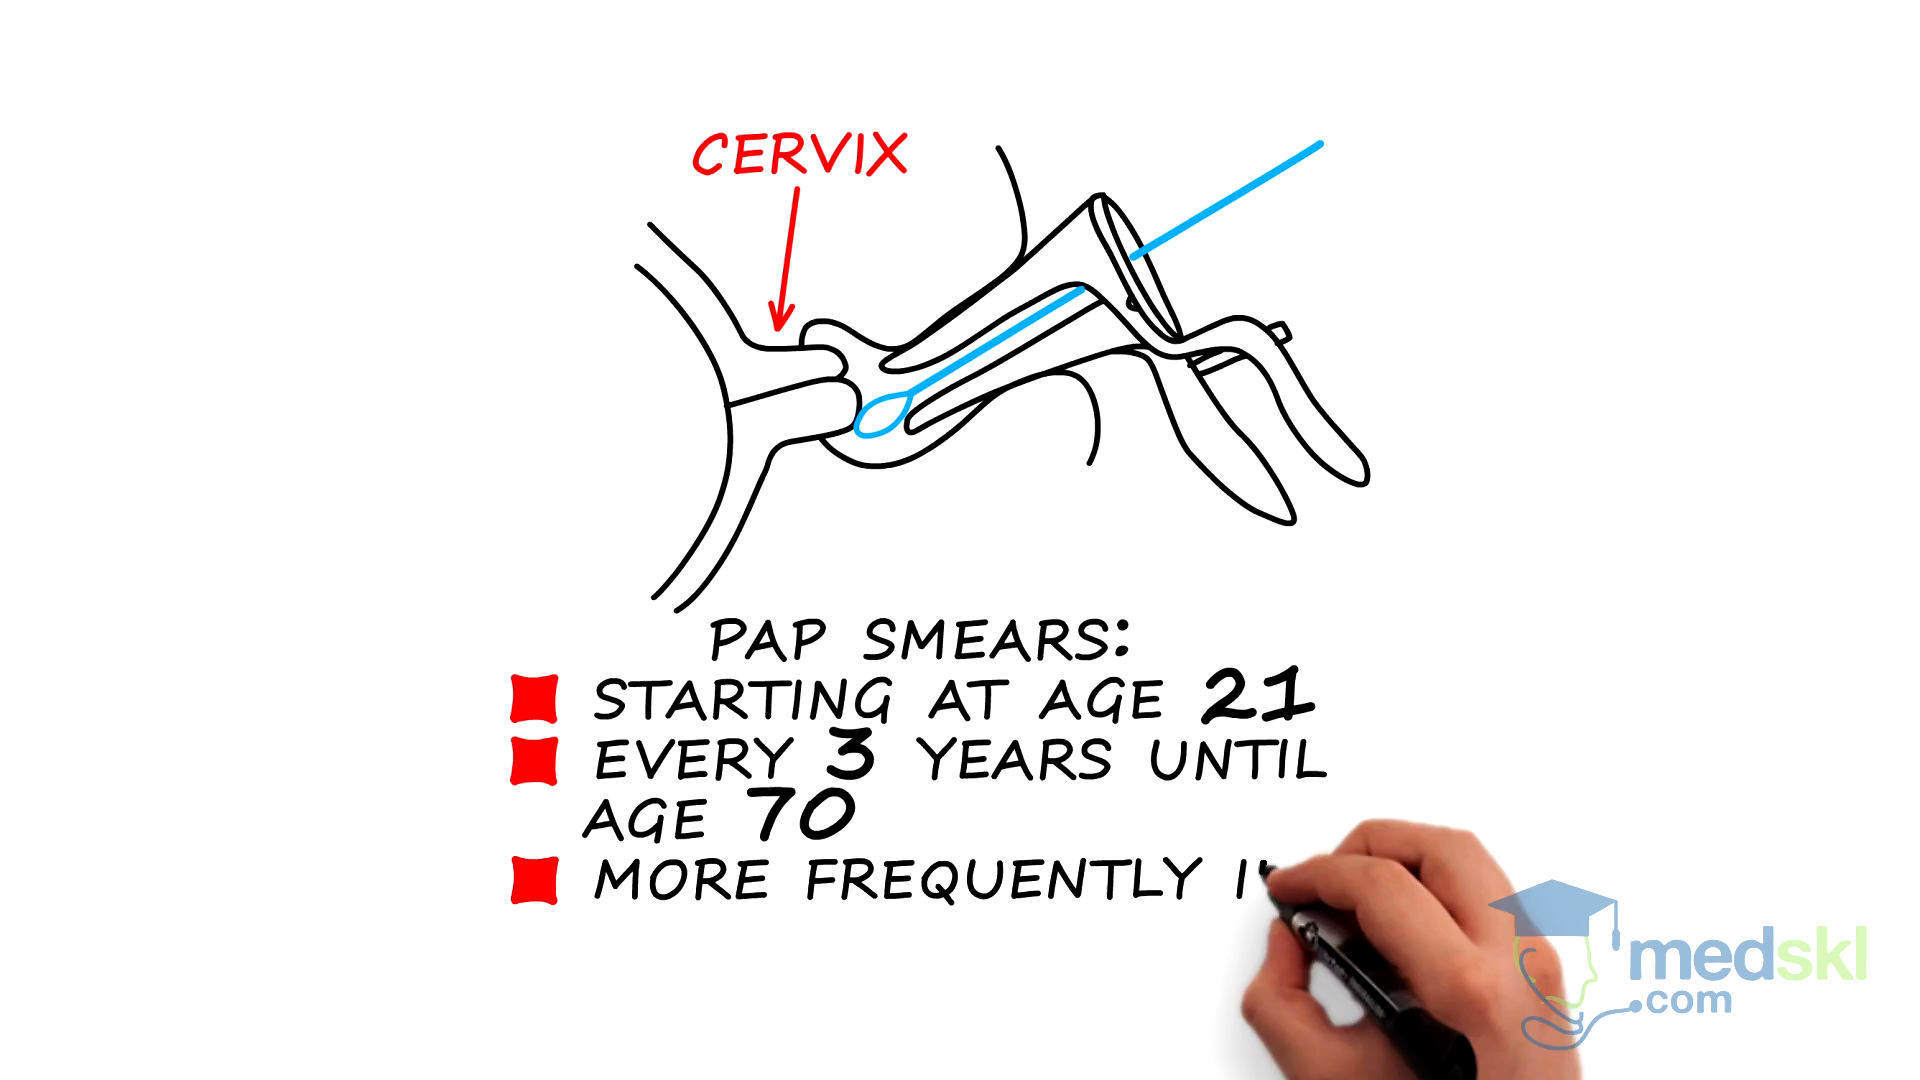 CERVIX
PAP SMEARS:
STARTING AT AGE 21
EVERY 3 YEARS UNTIL
AGE 70
MORE FREQUENTLY
medskl
.com